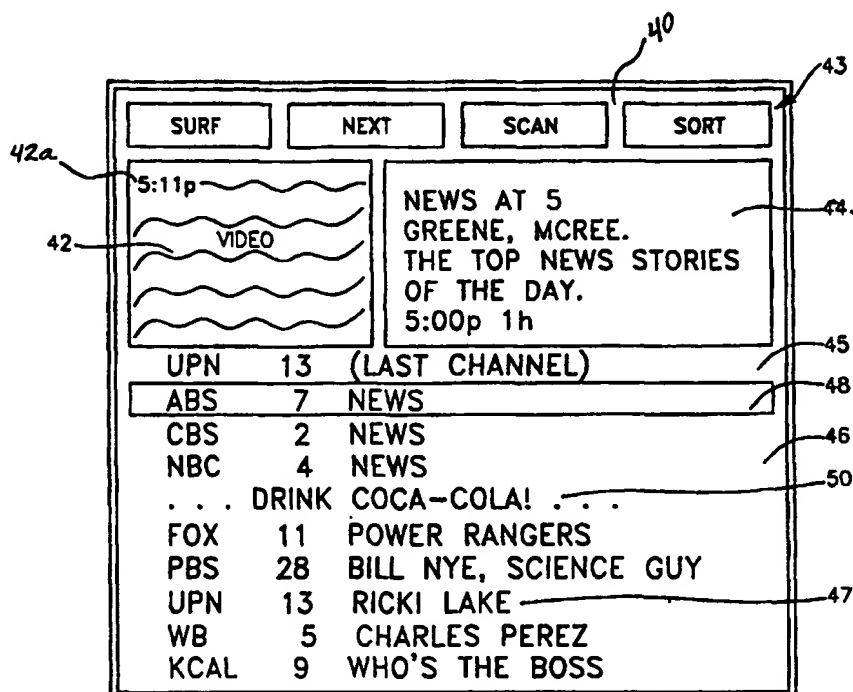 40
43
SURF NEXT SCAN SORT
42a
5:11p
42
VIDEO
NEWS AT 5
GREENE, MCREE.
THE TOP NEWS STORIES
OF THE DAY.
5:00p 1h
44
UPN 13 (LAST CHANNEL)
45
ABS 7 NEWS
48
CBS 2 NEWS
NBC 4 NEWS
46
. . . DRINK COCA-COLA! . . .
50
FOX 11 POWER RANGERS
PBS 28 BILL NYE, SCIENCE GUY
UPN 13 RICKI LAKE
47
WB 5 CHARLES PEREZ
KCAL 9 WHO'S THE BOSS